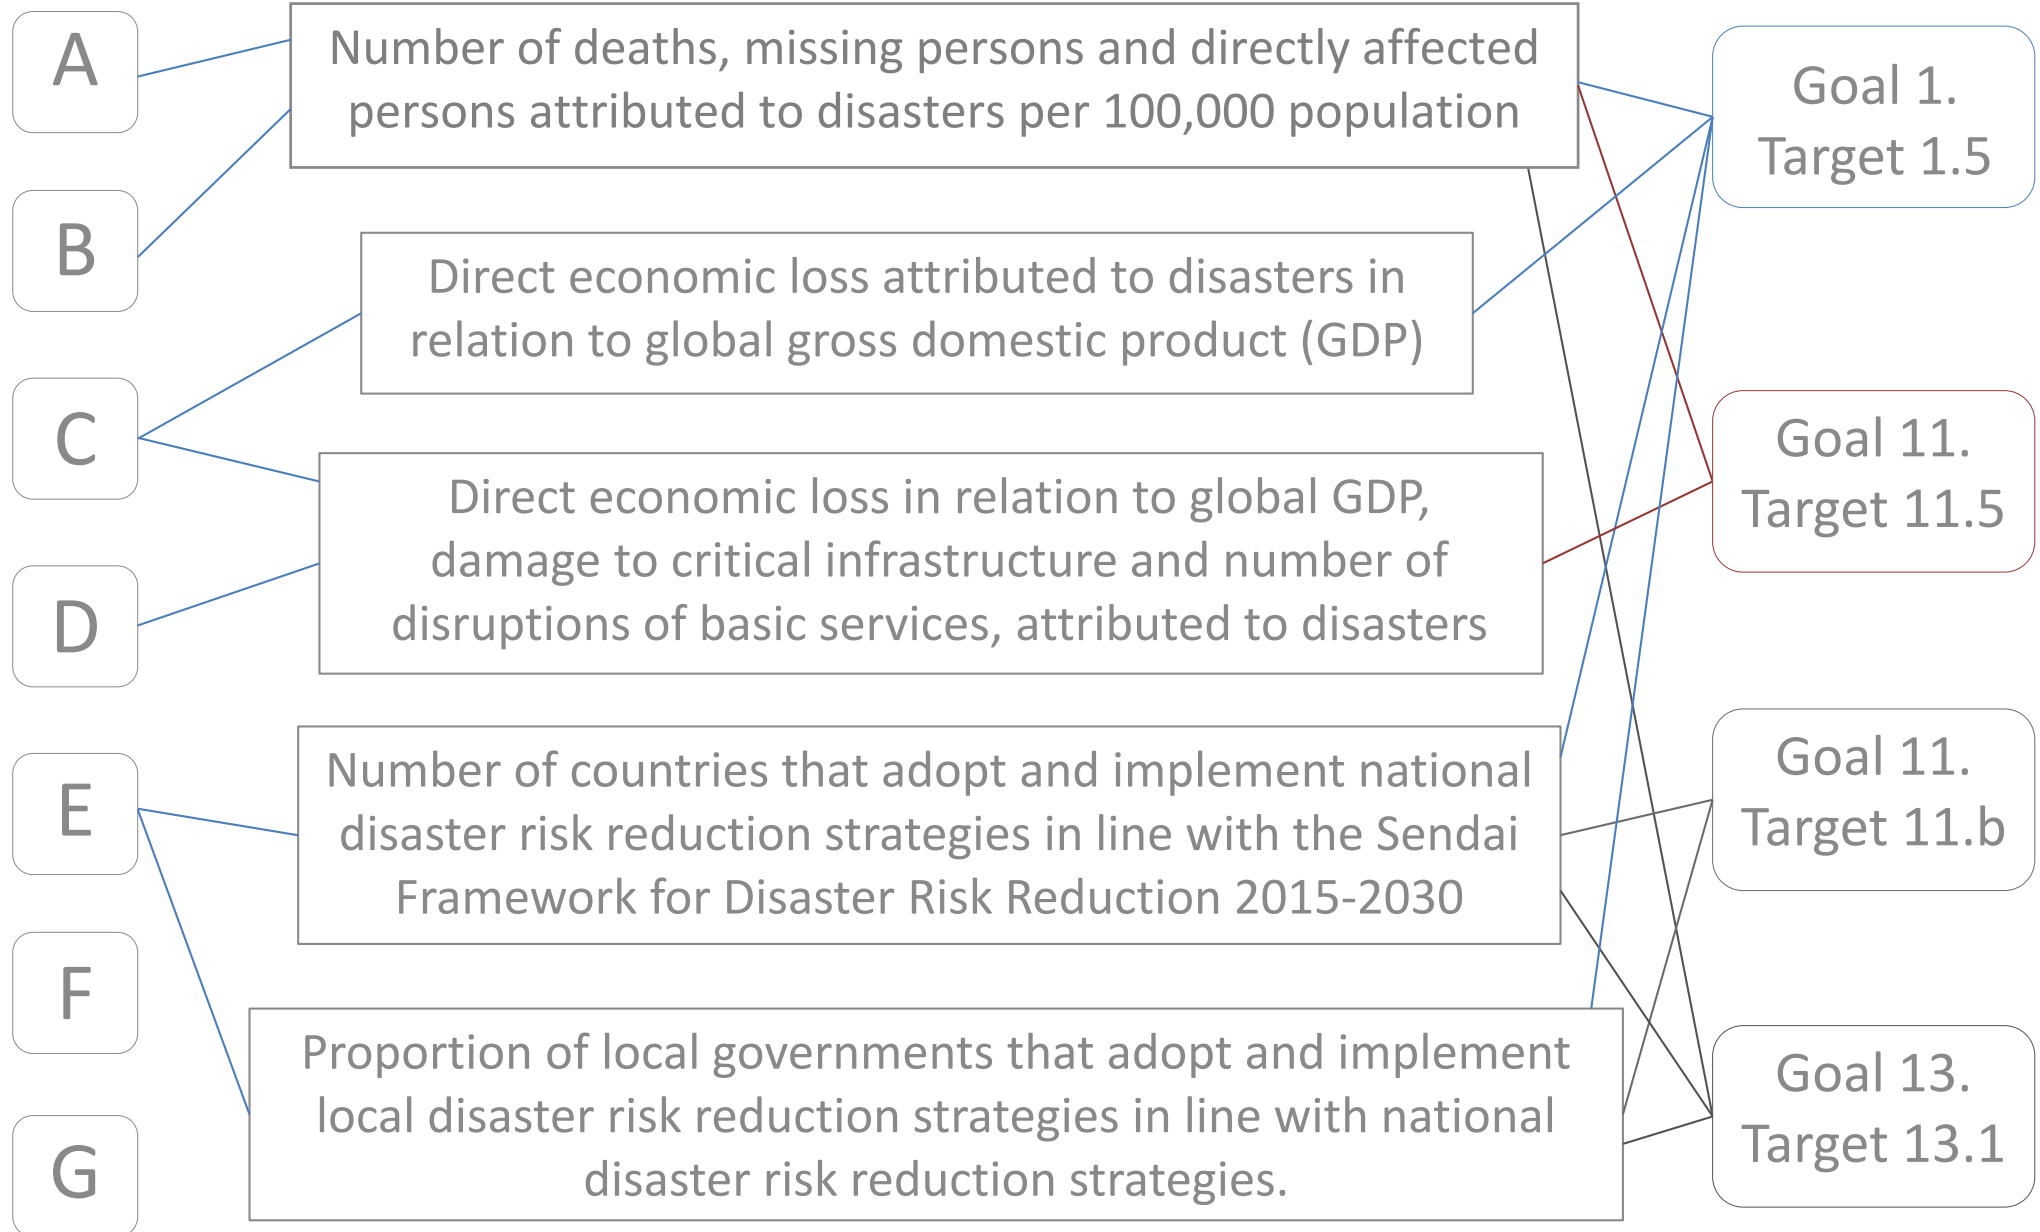 A
B
C
D
E
F
G
Number of deaths, missing persons and directly affected
persons attributed to disasters per 100,000 population
Direct economic loss attributed to disasters in
relation to global gross domestic product (GDP)
Direct economic loss in relation to global GDP,
damage to critical infrastructure and number of
disruptions of basic services, attributed to disasters
Number of countries that adopt and implement national
disaster risk reduction strategies in line with the Sendai
Framework for Disaster Risk Reduction 2015-2030
Proportion of local governments that adopt and implement
local disaster risk reduction strategies in line with national
disaster risk reduction strategies.
Goal 1.
Target 1.5
Goal 11.
Target 11.5
Goal 11.
Target 11.b
Goal 13.
Target 13.1